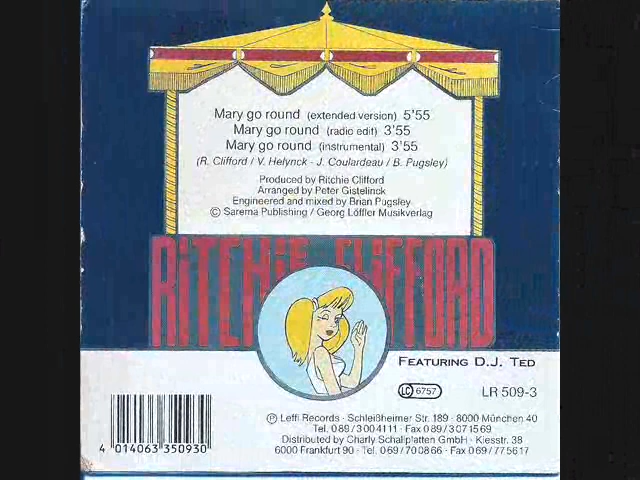 Mary go round (extended version) 5'55
Mary go round (radio edit) 3'55
Mary go round (instrumental) 3'55
(R. Clifford / V. Helynck - J. Coulardeau / B. Pugsley)
Produced by Ritchie Clifford
Arranged by Peter Gistelinck
Engineered and mixed by Brian Pugsley
© Sarema Publishing / Georg Löffler Musikverlag
RiTCHiE CLIFFORD
FEATURING D.J. TED
LC 6757
LR 509-3
℗ Leffi Records · Schleißheimer Str. 189 · 8000 München 40
Tel. 089/3004111 · Fax 089/3071569
Distributed by Charly Schallplatten GmbH · Kiesstr. 38
6000 Frankfurt 90 · Tel. 069/700866 · Fax 069/775617
4 014063 350930